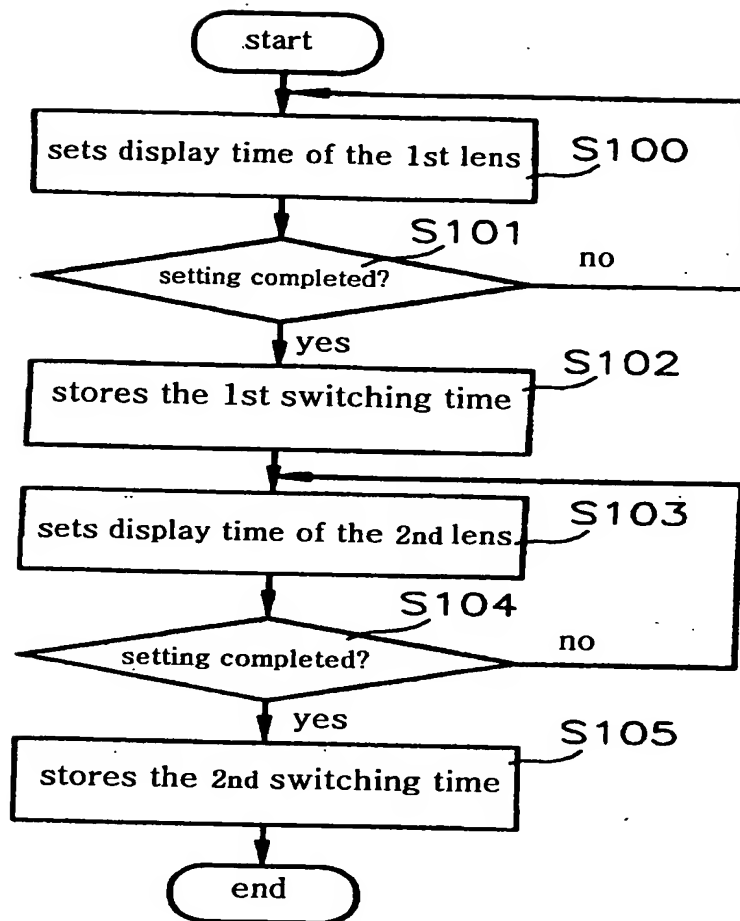 start
sets display time of the 1st lens
S100
S101
setting completed?
no
yes
S102
stores the 1st switching time
S103
sets display time of the 2nd lens
S104
setting completed?
no
yes
S105
stores the 2nd switching time
end